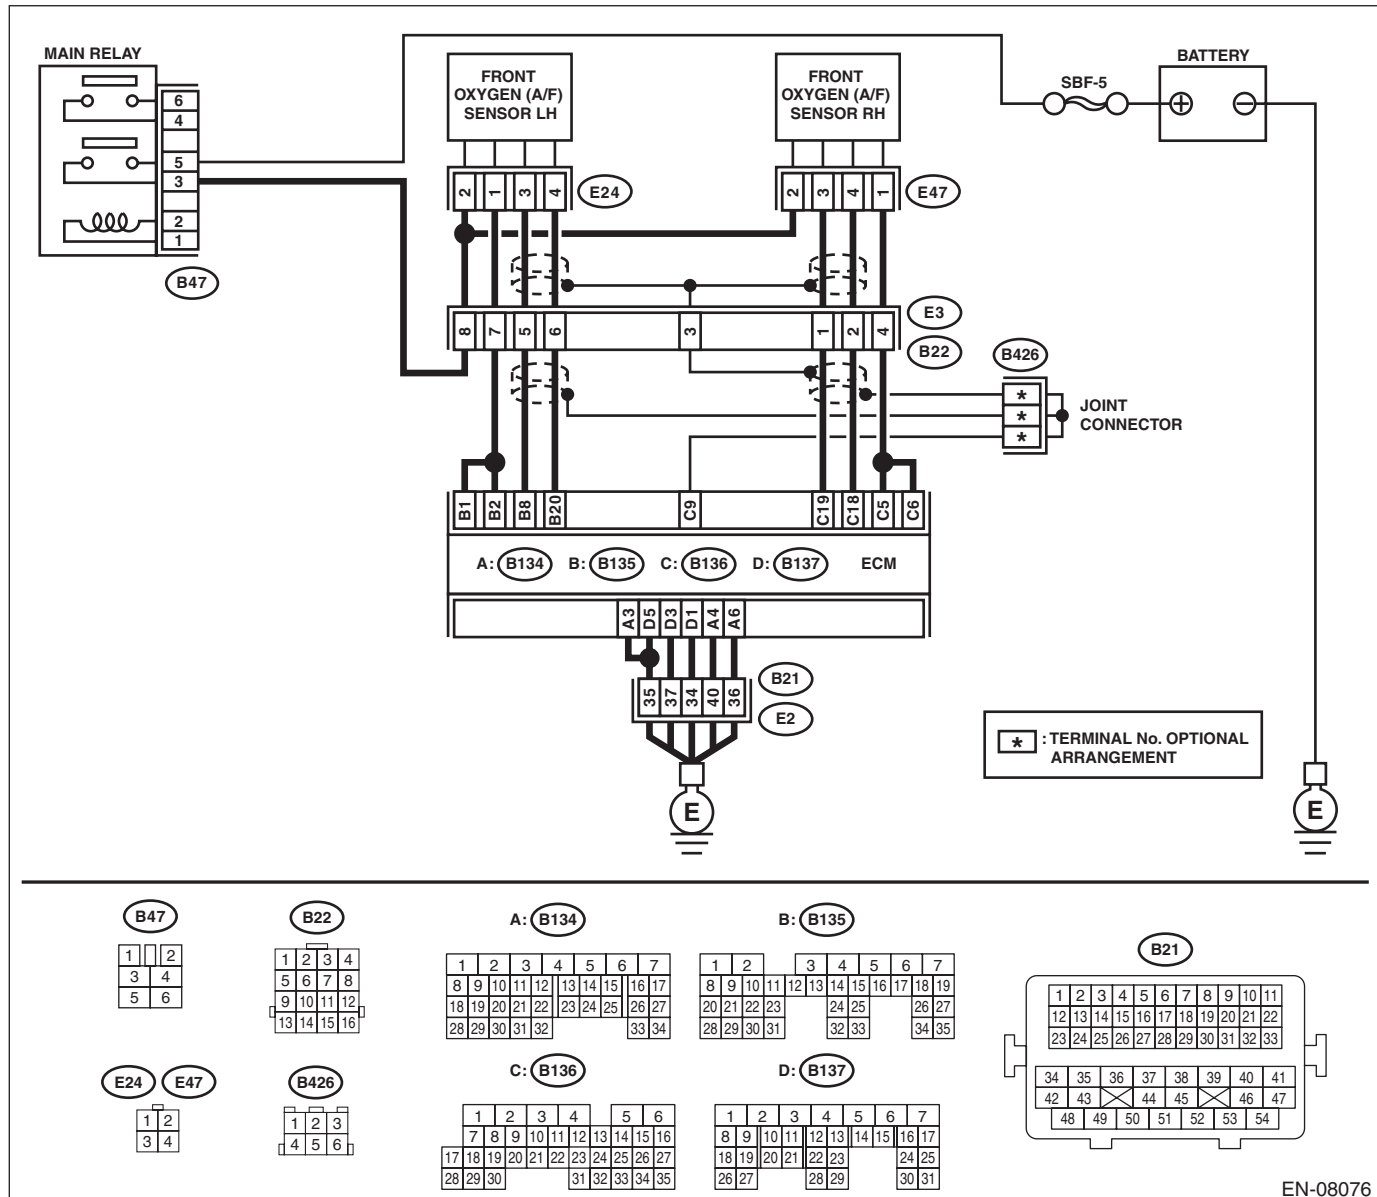 MAIN RELAY
6
4
5
3
2
1
B47
FRONT
OXYGEN (A/F)
SENSOR LH
FRONT
OXYGEN (A/F)
SENSOR RH
SBF-5
BATTERY
2 1 3 4
E24
2 3 4 1
E47
8 7 5 6 3 1 2 4
E3
B22
B426
*
*
*
JOINT
CONNECTOR
B1 B2 B8 B20 C9 C19 C18 C5 C6
A: B134 B: B135 C: B136 D: B137 ECM
A3 D5 D3 D1 A4 A6
35 37 34 40 36
B21
E2
E
* : TERMINAL No. OPTIONAL
ARRANGEMENT
E
B47
1 2
3 4
5 6
B22
1 2 3 4
5 6 7 8
9 10 11 12
13 14 15 16
A: B134
1 2 3 4 5 6 7
8 9 10 11 12 13 14 15 16 17
18 19 20 21 22 23 24 25 26 27
28 29 30 31 32 33 34
B: B135
1 2 3 4 5 6 7
8 9 10 11 12 13 14 15 16 17 18 19
20 21 22 23 24 25 26 27
28 29 30 31 32 33 34 35
B21
1 2 3 4 5 6 7 8 9 10 11
12 13 14 15 16 17 18 19 20 21 22
23 24 25 26 27 28 29 30 31 32 33
34 35 36 37 38 39 40 41
42 43 44 45 46 47
48 49 50 51 52 53 54
E24 E47
1 2
3 4
B426
1 2 3
4 5 6
C: B136
1 2 3 4 5 6
7 8 9 10 11 12 13 14 15 16
17 18 19 20 21 22 23 24 25 26 27
28 29 30 31 32 33 34 35
D: B137
1 2 3 4 5 6 7
8 9 10 11 12 13 14 15 16 17
18 19 20 21 22 23 24 25
26 27 28 29 30 31
EN-08076